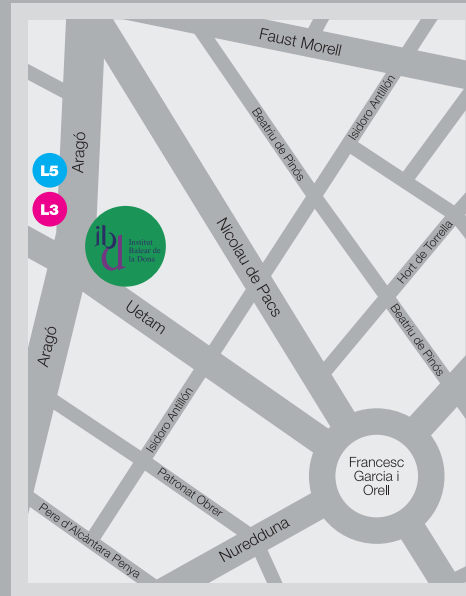 Faust Morell
Isidoro Antillón
Beatriu de Pinós
Aragó
L5
L3
ibd
Institut
Balear de
la Dona
Nicolau de Pacs
Hort de Torrella
Uetam
Beatriu de Pinós
Aragó
Isidoro Antillón
Francesc
Garcia i
Orell
Patronat Obrer
Nuredduna
Pere d'Alcàntara Penya